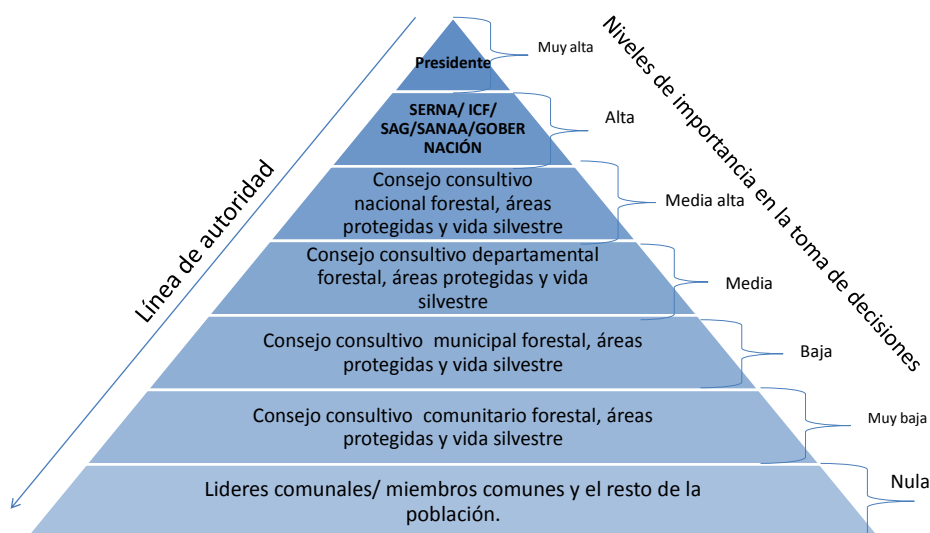 Presidente
Muy alta
SERNA/ ICF/
SAG/SANAA/GOBER
NACIÓN
Alta
Consejo consultivo
nacional forestal, áreas
protegidas y vida silvestre
Media alta
Consejo consultivo departamental
forestal, áreas protegidas y vida
silvestre
Media
Consejo consultivo municipal forestal, áreas
protegidas y vida silvestre
Baja
Consejo consultivo comunitario forestal, áreas
protegidas y vida silvestre
Muy baja
Lideres comunales/ miembros comunes y el resto de la
población.
Nula
Línea de autoridad
Niveles de importancia en la toma de decisiones